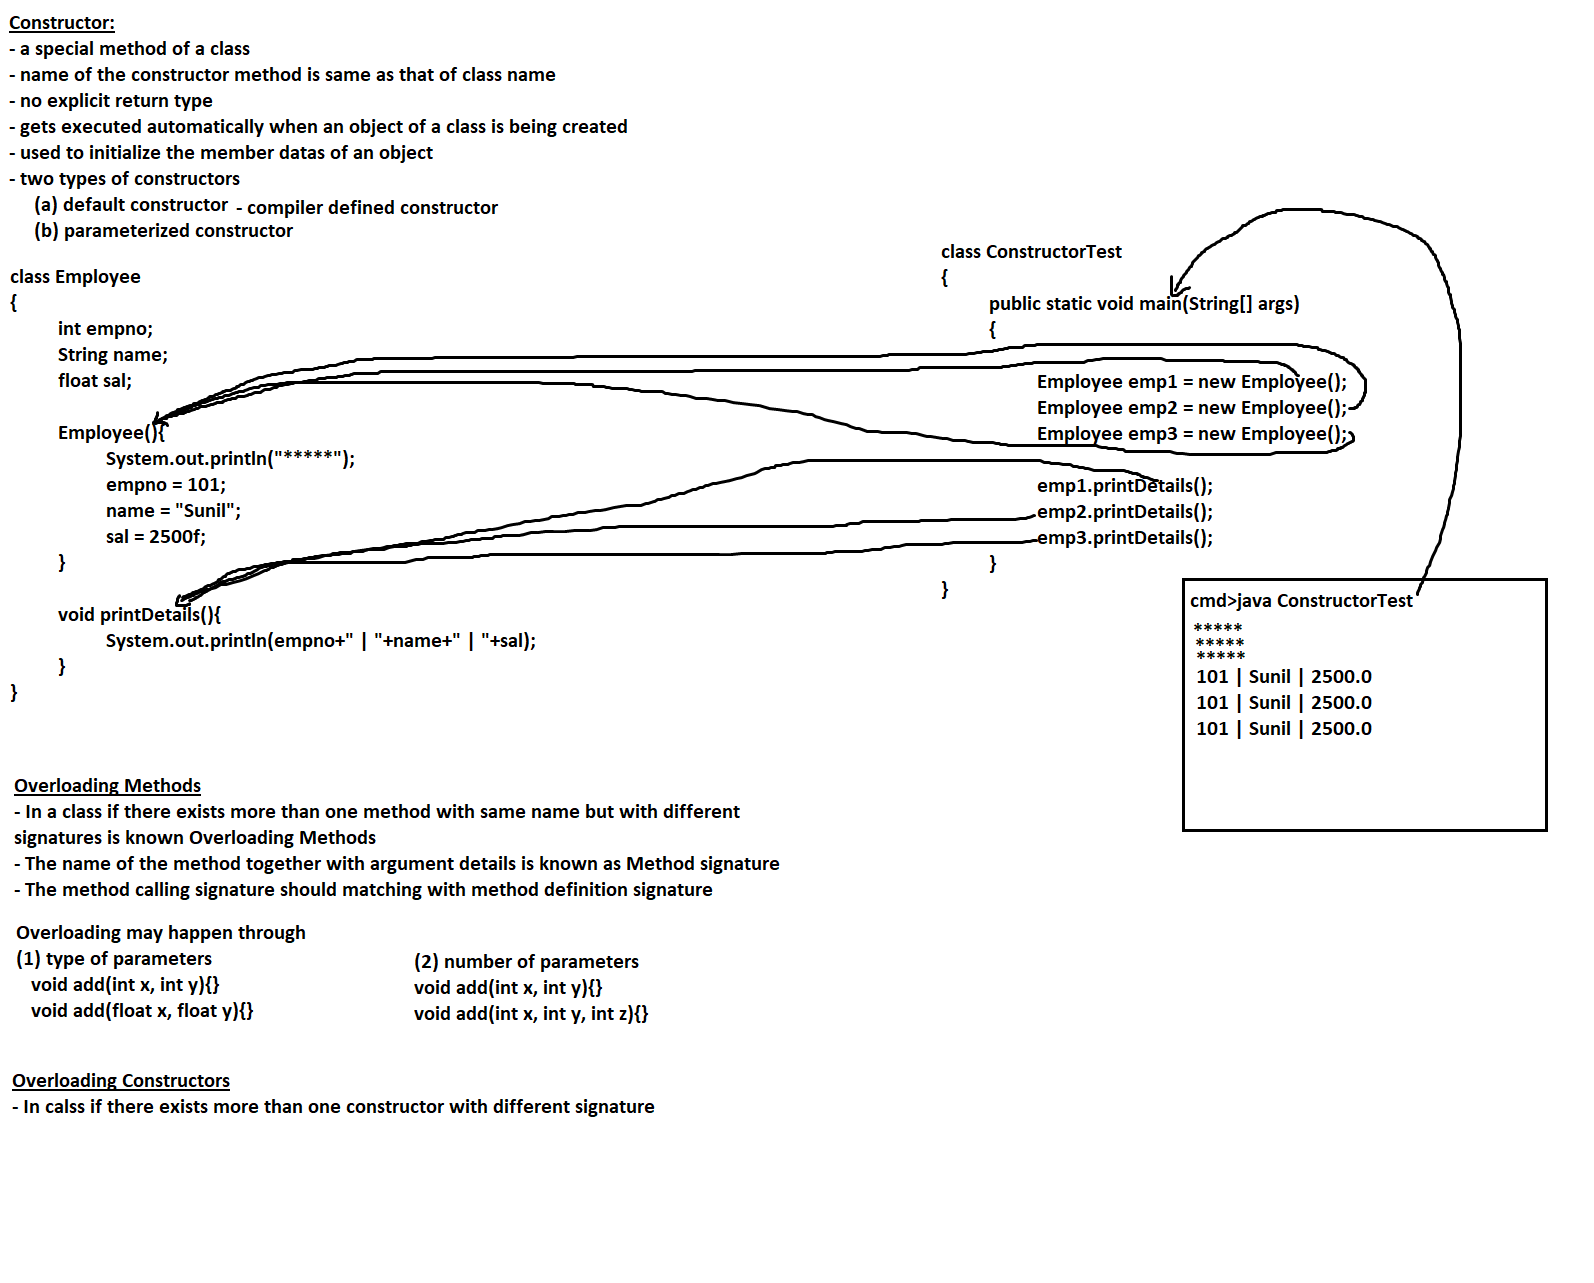 Constructor:
- a special method of a class
- name of the constructor method is same as that of class name
- no explicit return type
- gets executed automatically when an object of a class is being created
- used to initialize the member datas of an object
- two types of constructors
(a) default constructor - compiler defined constructor
(b) parameterized constructor
class Employee
{
int empno;
String name;
float sal;
Employee(){
System.out.println("*****");
empno = 101;
name = "Sunil";
sal = 2500f;
}
void printDetails(){
System.out.println(empno+" | "+name+" | "+sal);
}
}
class ConstructorTest
{
public static void main(String[] args)
{
Employee emp1 = new Employee();
Employee emp2 = new Employee();
Employee emp3 = new Employee();
emp1.printDetails();
emp2.printDetails();
emp3.printDetails();
}
}
cmd>java ConstructorTest
*****
*****
*****
101 | Sunil | 2500.0
101 | Sunil | 2500.0
101 | Sunil | 2500.0
Overloading Methods
- In a class if there exists more than one method with same name but with different
signatures is known Overloading Methods
- The name of the method together with argument details is known as Method signature
- The method calling signature should matching with method definition signature
Overloading may happen through
(1) type of parameters
void add(int x, int y){}
void add(float x, float y){}
(2) number of parameters
void add(int x, int y){}
void add(int x, int y, int z){}
Overloading Constructors
- In calss if there exists more than one constructor with different signature